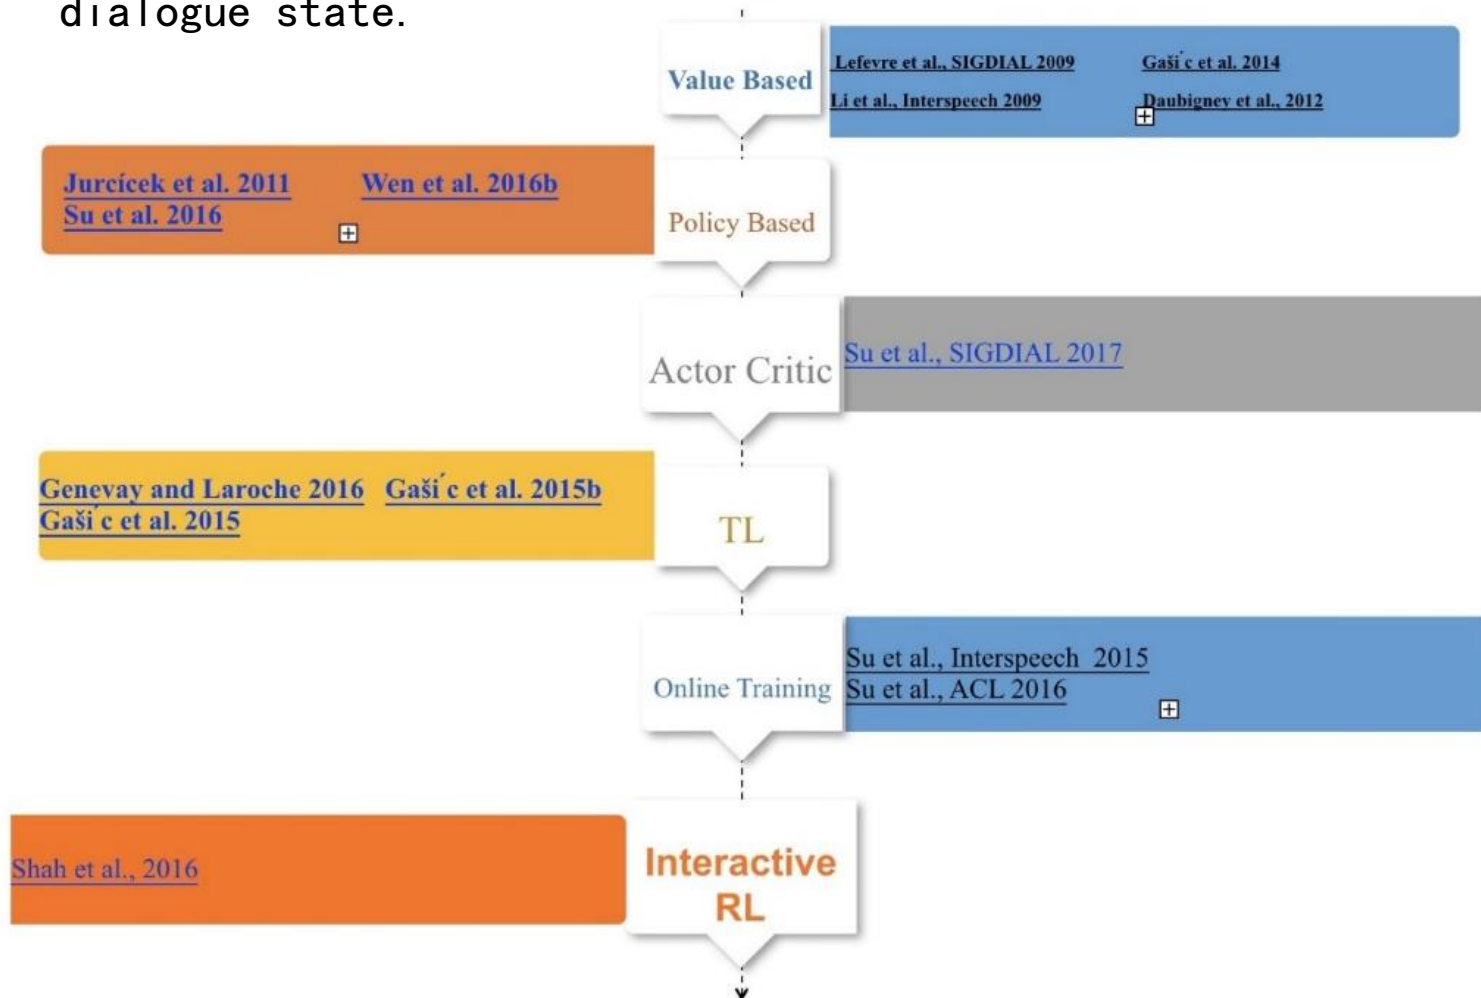 dialogue state.
Value Based
Lefevre et al., SIGDIAL 2009 Gaši ́c et al. 2014
Li et al., Interspeech 2009 Daubigney et al., 2012
Jurcícek et al. 2011 Wen et al. 2016b
Su et al. 2016
Policy Based
Actor Critic
Su et al., SIGDIAL 2017
Genevay and Laroche 2016 Gaši ́c et al. 2015b
Gaši ́c et al. 2015
TL
Online Training
Su et al., Interspeech 2015
Su et al., ACL 2016
Shah et al., 2016
Interactive
RL